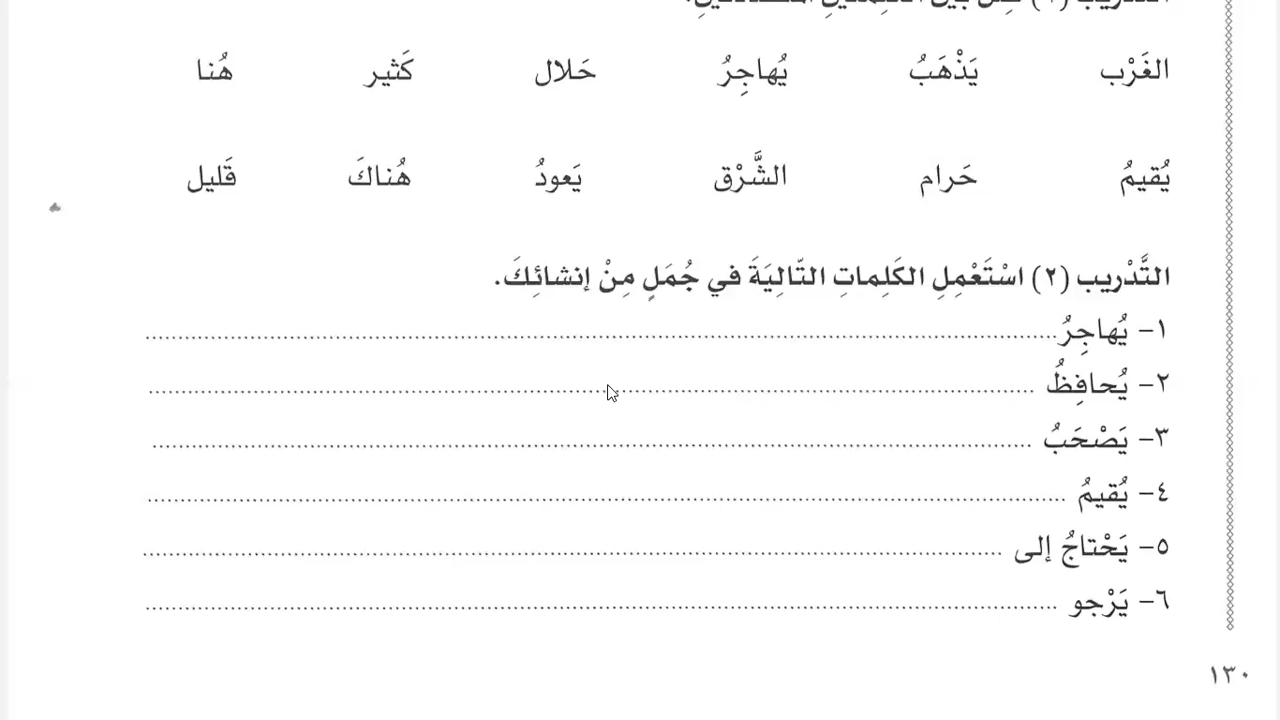 الغَرْب يَذْهَبُ يُهاجِرُ حَلال كَثير هُنا
يُقيمُ حَرام الشَّرْق يَعودُ هُناكَ قَليل
التَّدْريب (٢) اسْتَعْمِلِ الكَلِماتِ التّالِيَةَ في جُمَلٍ مِنْ إنشائِكَ.
١- يُهاجِرُ ........................................
٢- يُحافِظُ ........................................
٣- يَصْحَبُ ........................................
٤- يُقيمُ ........................................
٥- يَحْتاجُ إلى ........................................
٦- يَرْجو ........................................
١٣٠